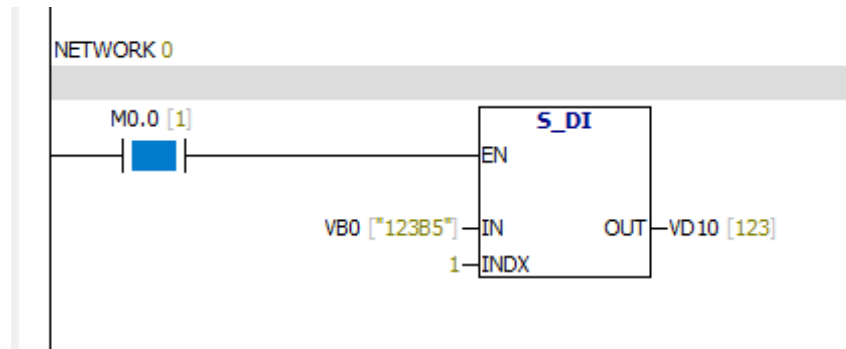 NETWORK 0
M0.0 [1]
S_DI
EN
VB0 ["123B5"] IN OUT VD10 [123]
1 INDX